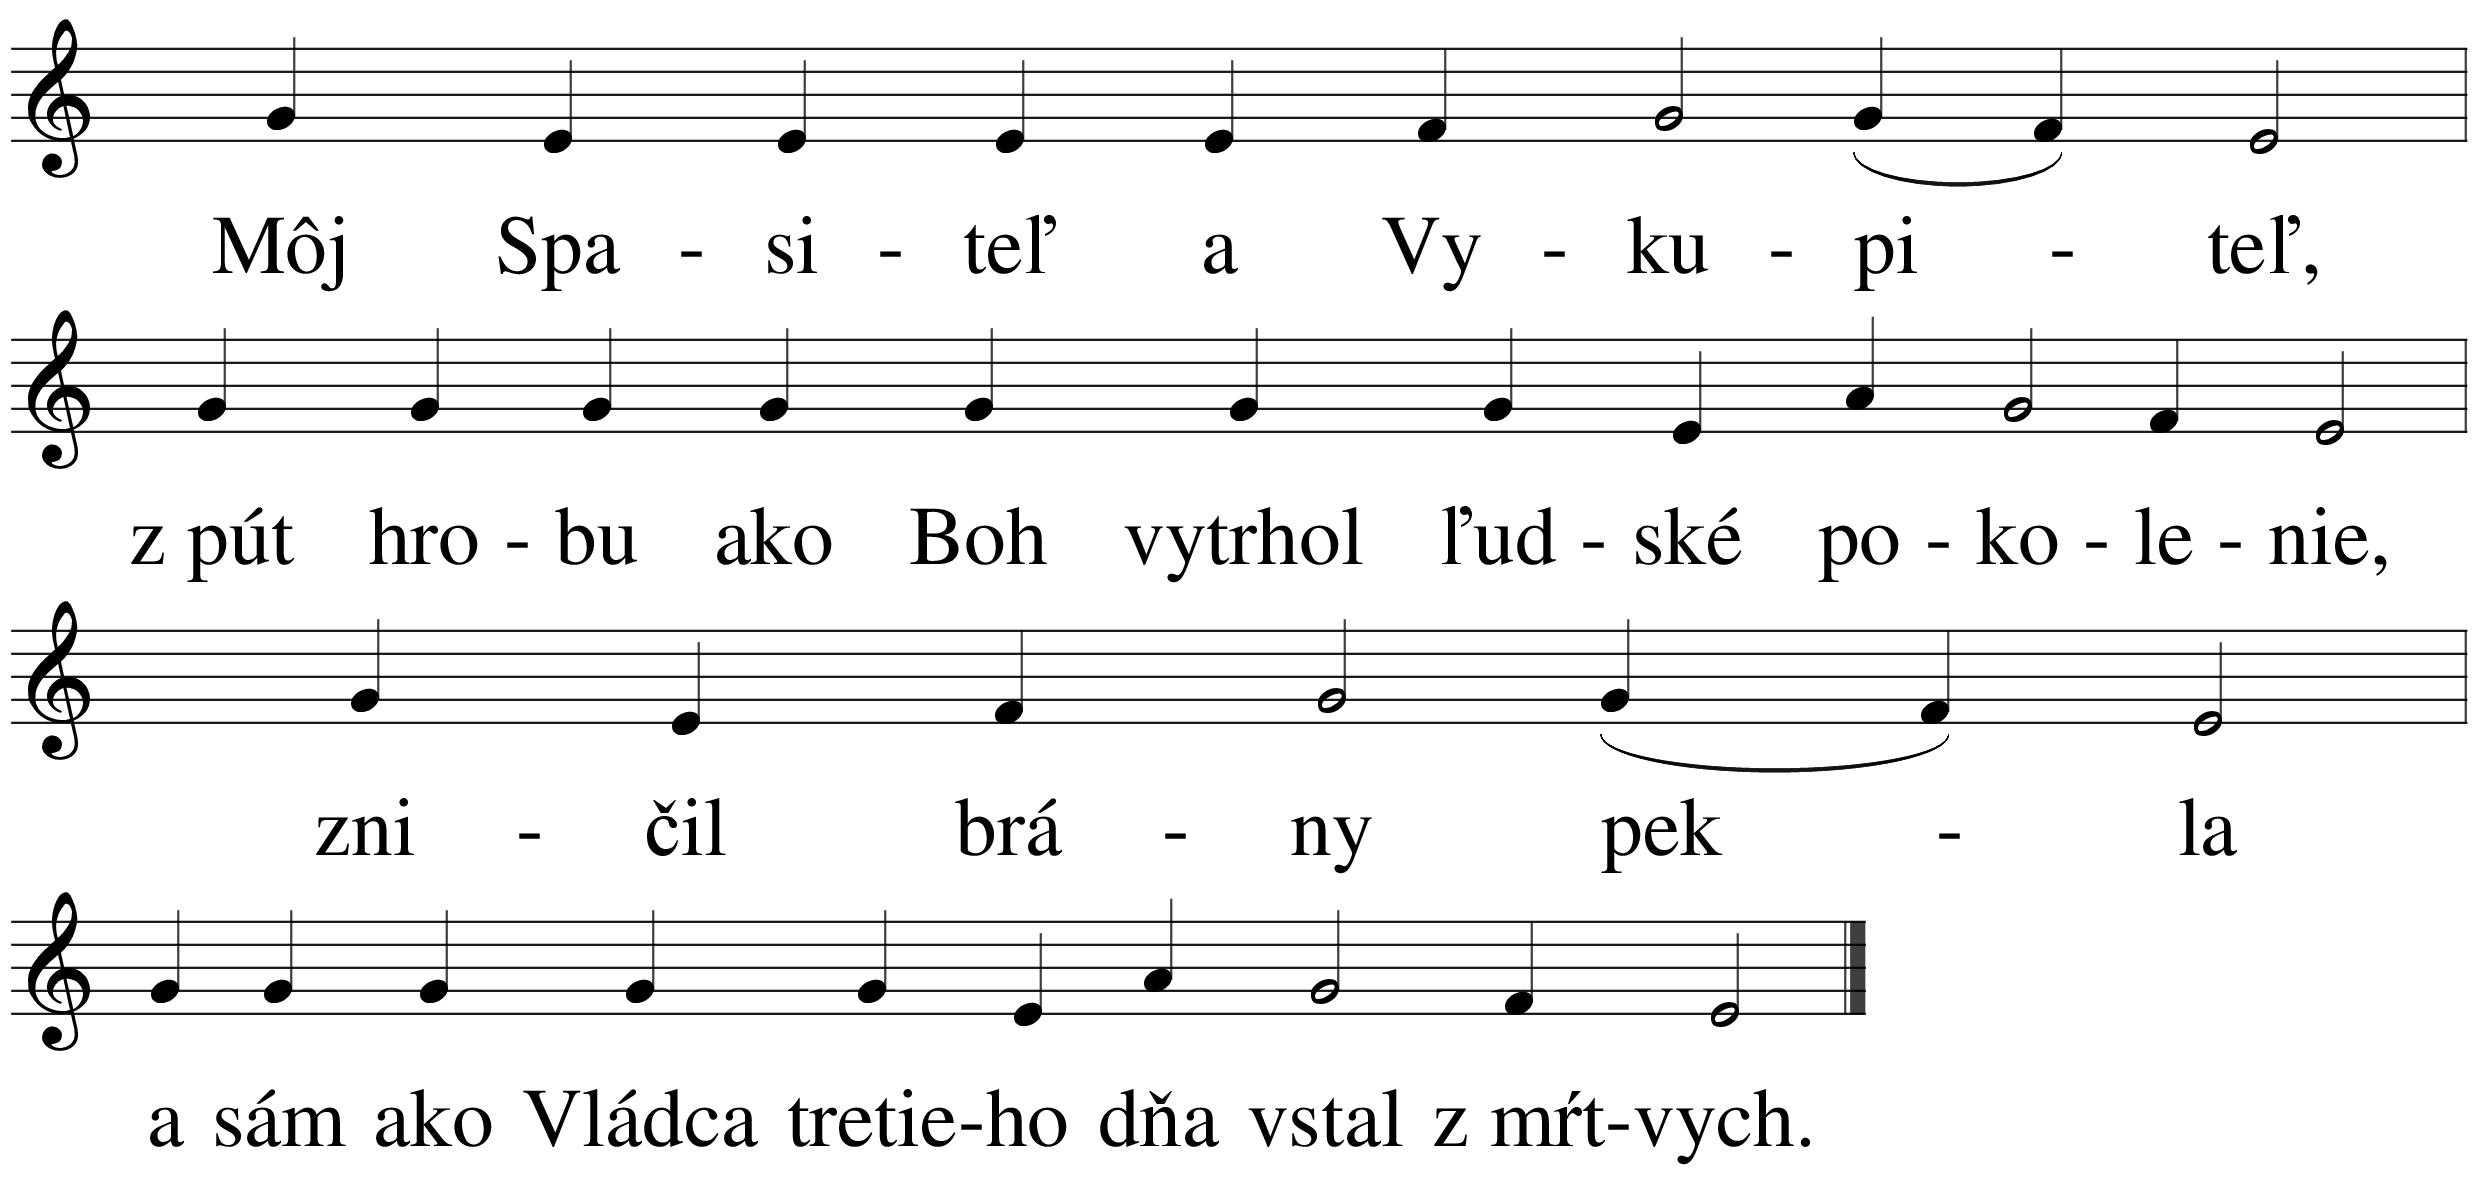 Môj Spa - si - teľ a Vy - ku - pi - teľ,
z pút hro - bu ako Boh vytrhol ľud - ské po - ko - le - nie,
zni - čil brá - ny pek - la
a sám ako Vládca tretie-ho dňa vstal z mŕt-vych.